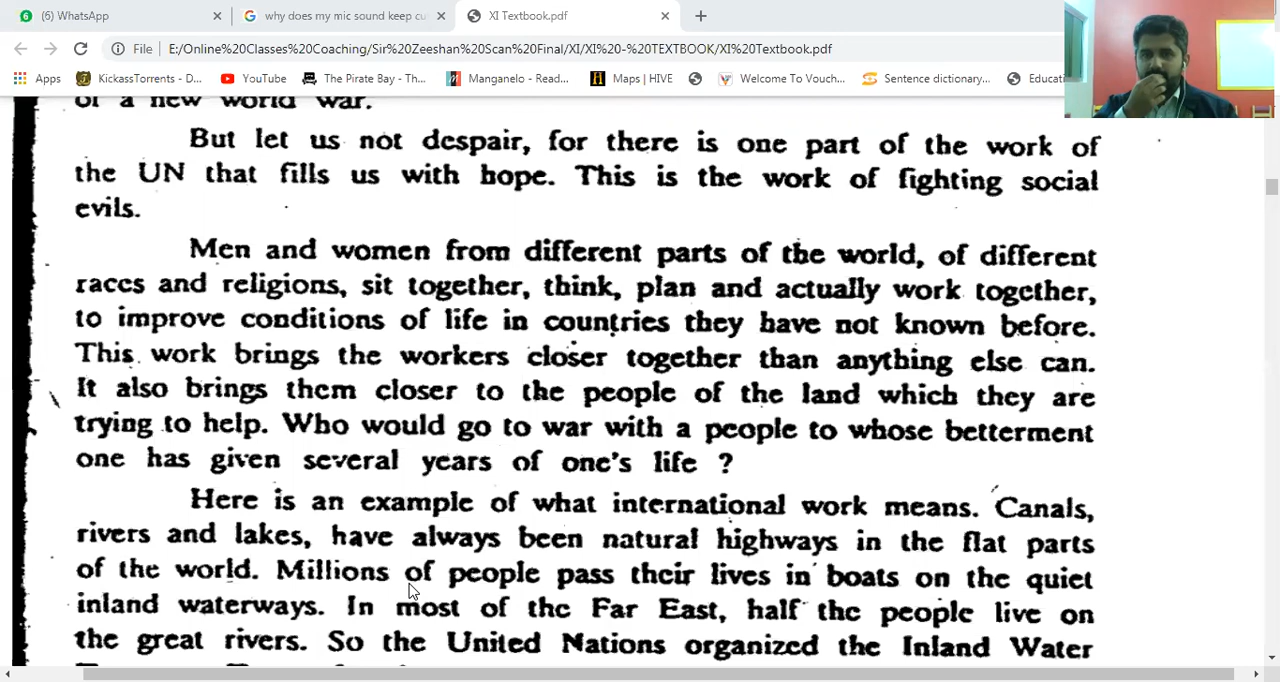 (6) WhatsApp
why does my mic sound keep cu
XI Textbook.pdf
File
E:/Online%20Classes%20Coaching/Sir%20Zeeshan%20Scan%20Final/XI/XI%20-%20TEXTBOOK/XI%20Textbook.pdf
Apps
KickassTorrents - D...
YouTube
The Pirate Bay - Th...
Manganelo - Read...
Maps | HIVE
Welcome To Vouch...
Sentence dictionary...
Educati
of a new world war.
But let us not despair, for there is one part of the work of
the UN that fills us with hope. This is the work of fighting social
evils.
Men and women from different parts of the world, of different
races and religions, sit together, think, plan and actually work together,
to improve conditions of life in countries they have not known before.
This work brings the workers closer together than anything else can.
It also brings them closer to the people of the land which they are
trying to help. Who would go to war with a people to whose betterment
one has given several years of one's life ?
Here is an example of what international work means. Canals,
rivers and lakes, have always been natural highways in the flat parts
of the world. Millions of people pass their lives in boats on the quiet
inland waterways. In most of the Far East, half the people live on
the great rivers. So the United Nations organized the Inland Water